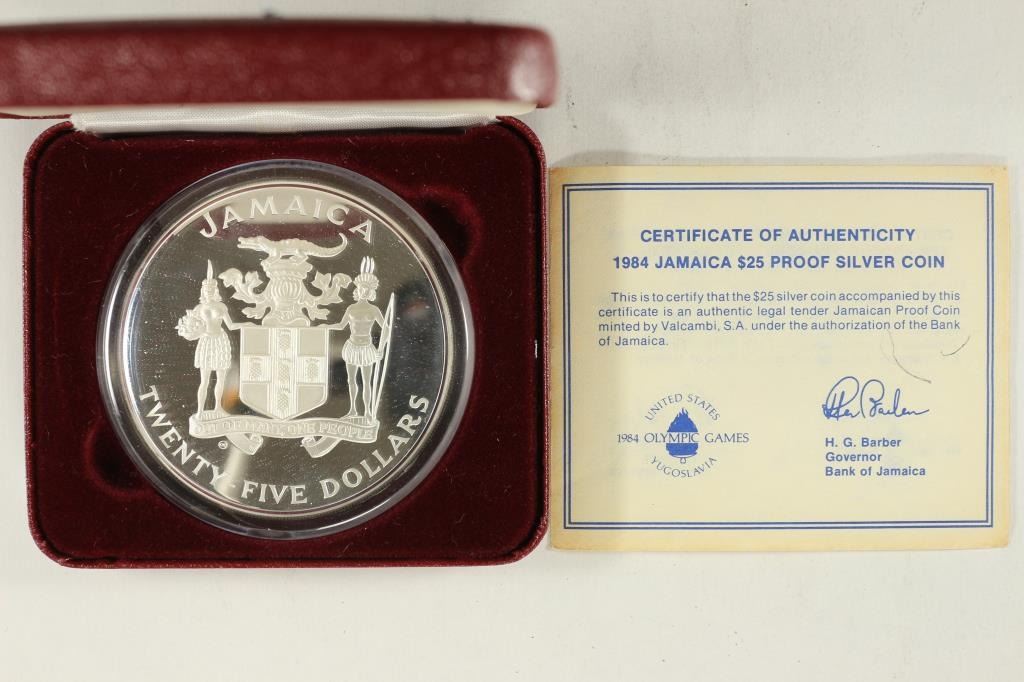 JAMAICA
OUT OF MANY, ONE PEOPLE
TWENTY-FIVE DOLLARS
CERTIFICATE OF AUTHENTICITY
1984 JAMAICA $25 PROOF SILVER COIN
This is to certify that the $25 silver coin accompanied by this
certificate is an authentic legal tender Jamaican Proof Coin
minted by Valcambi, S.A. under the authorization of the Bank
of Jamaica.
UNITED STATES
1984 OLYMPIC GAMES
YUGOSLAVIA
H. G. Barber
Governor
Bank of Jamaica